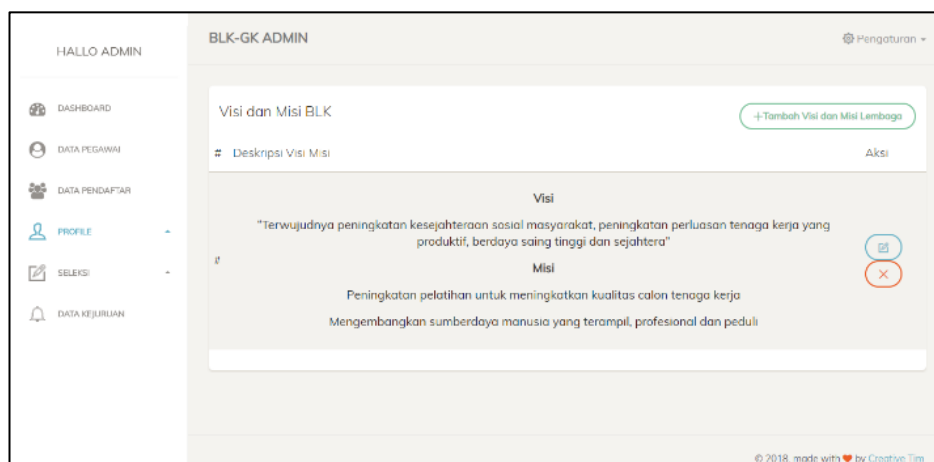 HALLO ADMIN
BLK-GK ADMIN
Pengaturan
DASHBOARD
DATA PEGAWAI
DATA PENDAFTAR
PROFILE
SELEKSI
DATA KEJURUAN
Visi dan Misi BLK
+Tambah Visi dan Misi Lembaga
# Deskripsi Visi Misi Aksi
Visi
"Terwujudnya peningkatan kesejahteraan sosial masyarakat, peningkatan perluasan tenaga kerja yang
produktif, berdaya saing tinggi dan sejahtera"
#
Misi
Peningkatan pelatihan untuk meningkatkan kualitas calon tenaga kerja
Mengembangkan sumberdaya manusia yang terampil, profesional dan peduli
© 2018, made with ❤ by Creative Tim